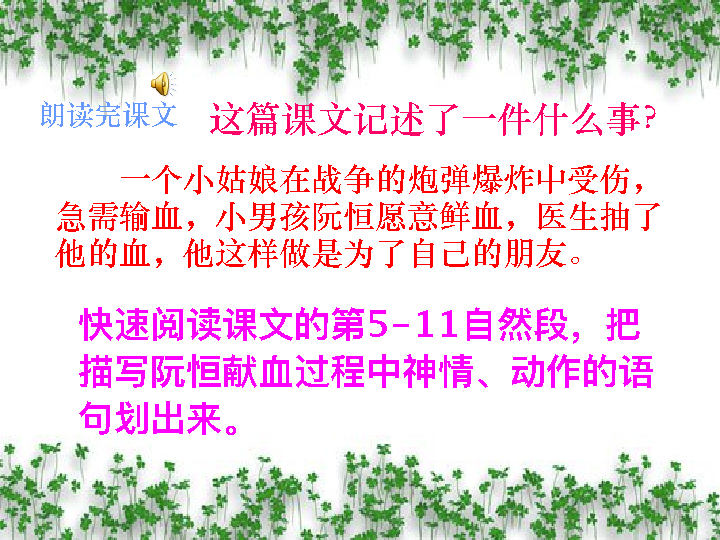 朗读完课文 这篇课文记述了一件什么事?
一个小姑娘在战争的炮弹爆炸中受伤，
急需输血，小男孩阮恒愿意鲜血，医生抽了
他的血，他这样做是为了自己的朋友。
快速阅读课文的第5-11自然段，把
描写阮恒献血过程中神情、动作的语
句划出来。